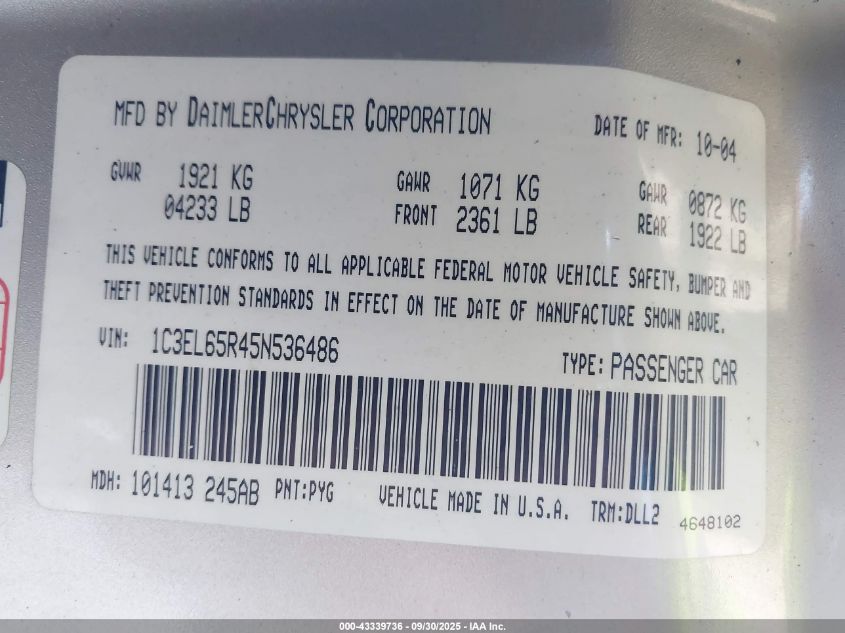 MFD BY DAIMLERCHRYSLER CORPORATION DATE OF MFR: 10-04
GVWR 1921 KG GAWR 1071 KG GAWR 0872 KG
04233 LB FRONT 2361 LB REAR 1922 LB
THIS VEHICLE CONFORMS TO ALL APPLICABLE FEDERAL MOTOR VEHICLE SAFETY, BUMPER AND
THEFT PREVENTION STANDARDS IN EFFECT ON THE DATE OF MANUFACTURE SHOWN ABOVE.
VIN: 1C3EL65R45N536486 TYPE: PASSENGER CAR
MDH: 101413 245AB PNT:PYG VEHICLE MADE IN U.S.A. TRM:DLL2 4648102
000-43339736 - 09/30/2025 - IAA Inc.